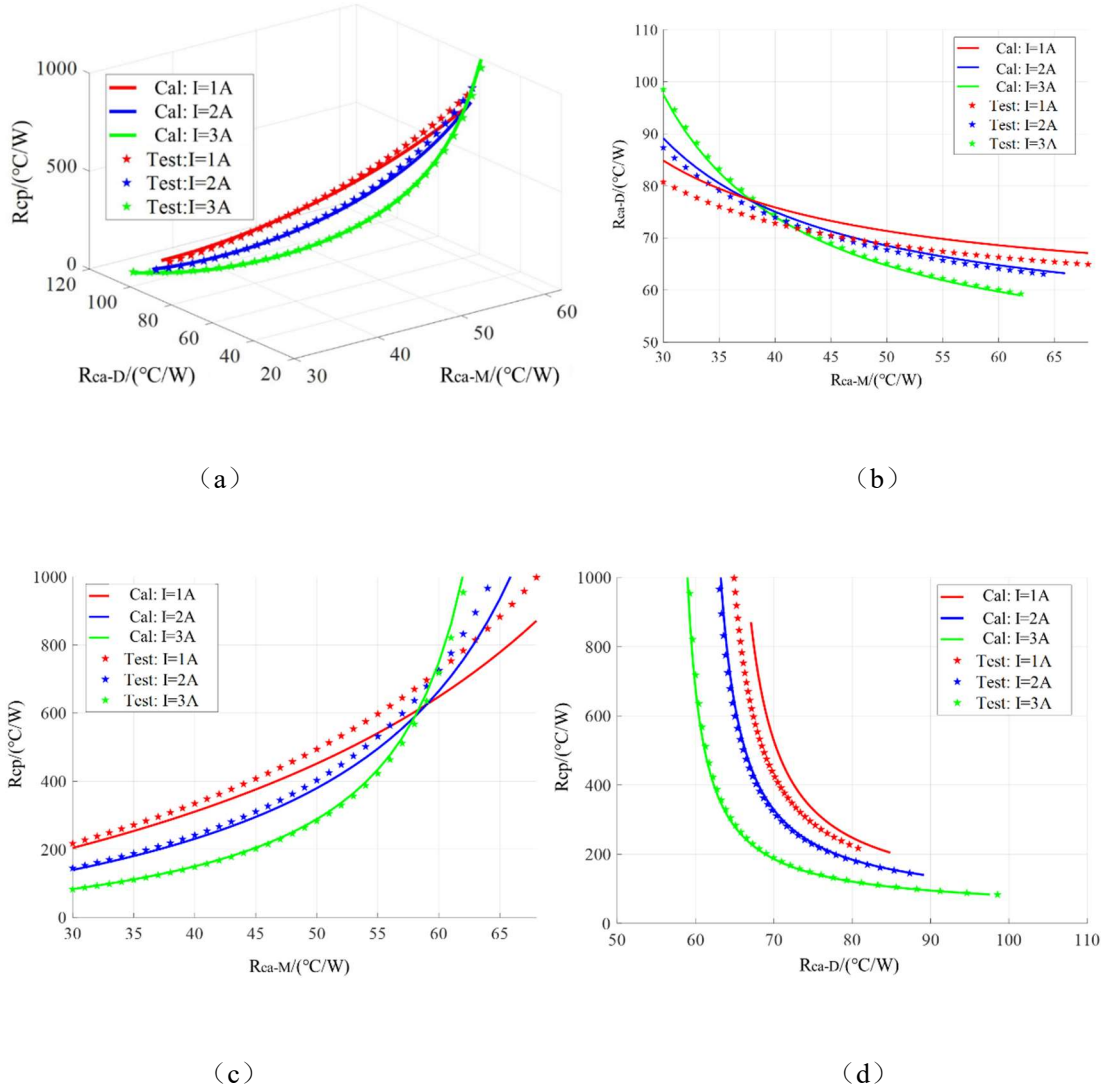 1000
500
0
Rcp/(°C/W)
Cal: I=1A
Cal: I=2A
Cal: I=3A
Test: I=1A
Test:I=2A
Test:I=3A
120
100
80
60
40
20
30
40
50
60
Rca-D/(°C/W)
Rca-M/(°C/W)
（a）
110
100
90
80
70
60
50
Rca-D/(°C/W)
Cal: I=1A
Cal: I=2A
Cal: I=3A
Test: I=1A
Test: I=2A
Test: I=3A
30 35 40 45 50 55 60 65
Rca-M/(°C/W)
（b）
1000
800
600
400
200
0
Rcp/(°C/W)
Cal: I=1A
Cal: I=2A
Cal: I=3A
Test: I=1A
Test: I=2A
Test: I=3A
30 35 40 45 50 55 60 65
Rca-M/(°C/W)
（c）
1000
800
600
400
200
0
Rcp/(°C/W)
Cal: I=1A
Cal: I=2A
Cal: I=3A
Test: I=1A
Test: I=2A
Test: I=3A
50 60 70 80 90 100 110
Rca-D/(°C/W)
（d）